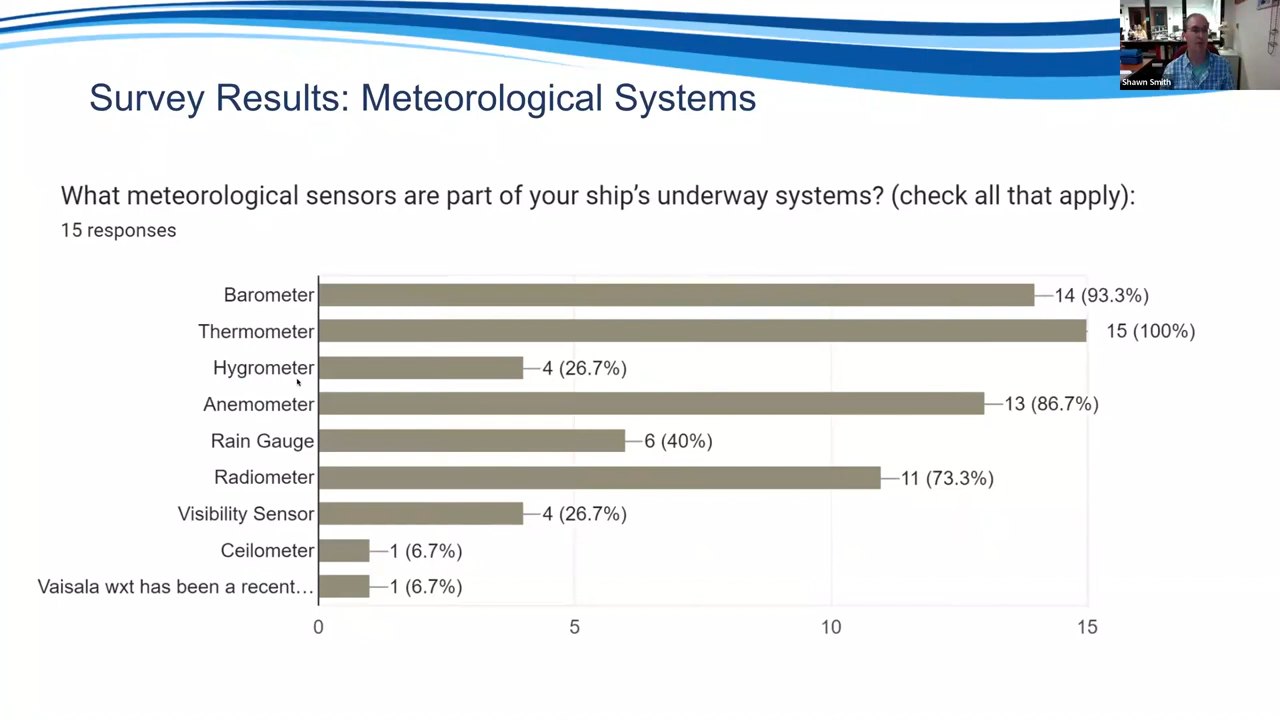 Shawn Smith
Survey Results: Meteorological Systems
What meteorological sensors are part of your ship's underway systems? (check all that apply):
15 responses
Barometer 14 (93.3%)
Thermometer 15 (100%)
Hygrometer 4 (26.7%)
Anemometer 13 (86.7%)
Rain Gauge 6 (40%)
Radiometer 11 (73.3%)
Visibility Sensor 4 (26.7%)
Ceilometer 1 (6.7%)
Vaisala wxt has been a recent… 1 (6.7%)
0 5 10 15